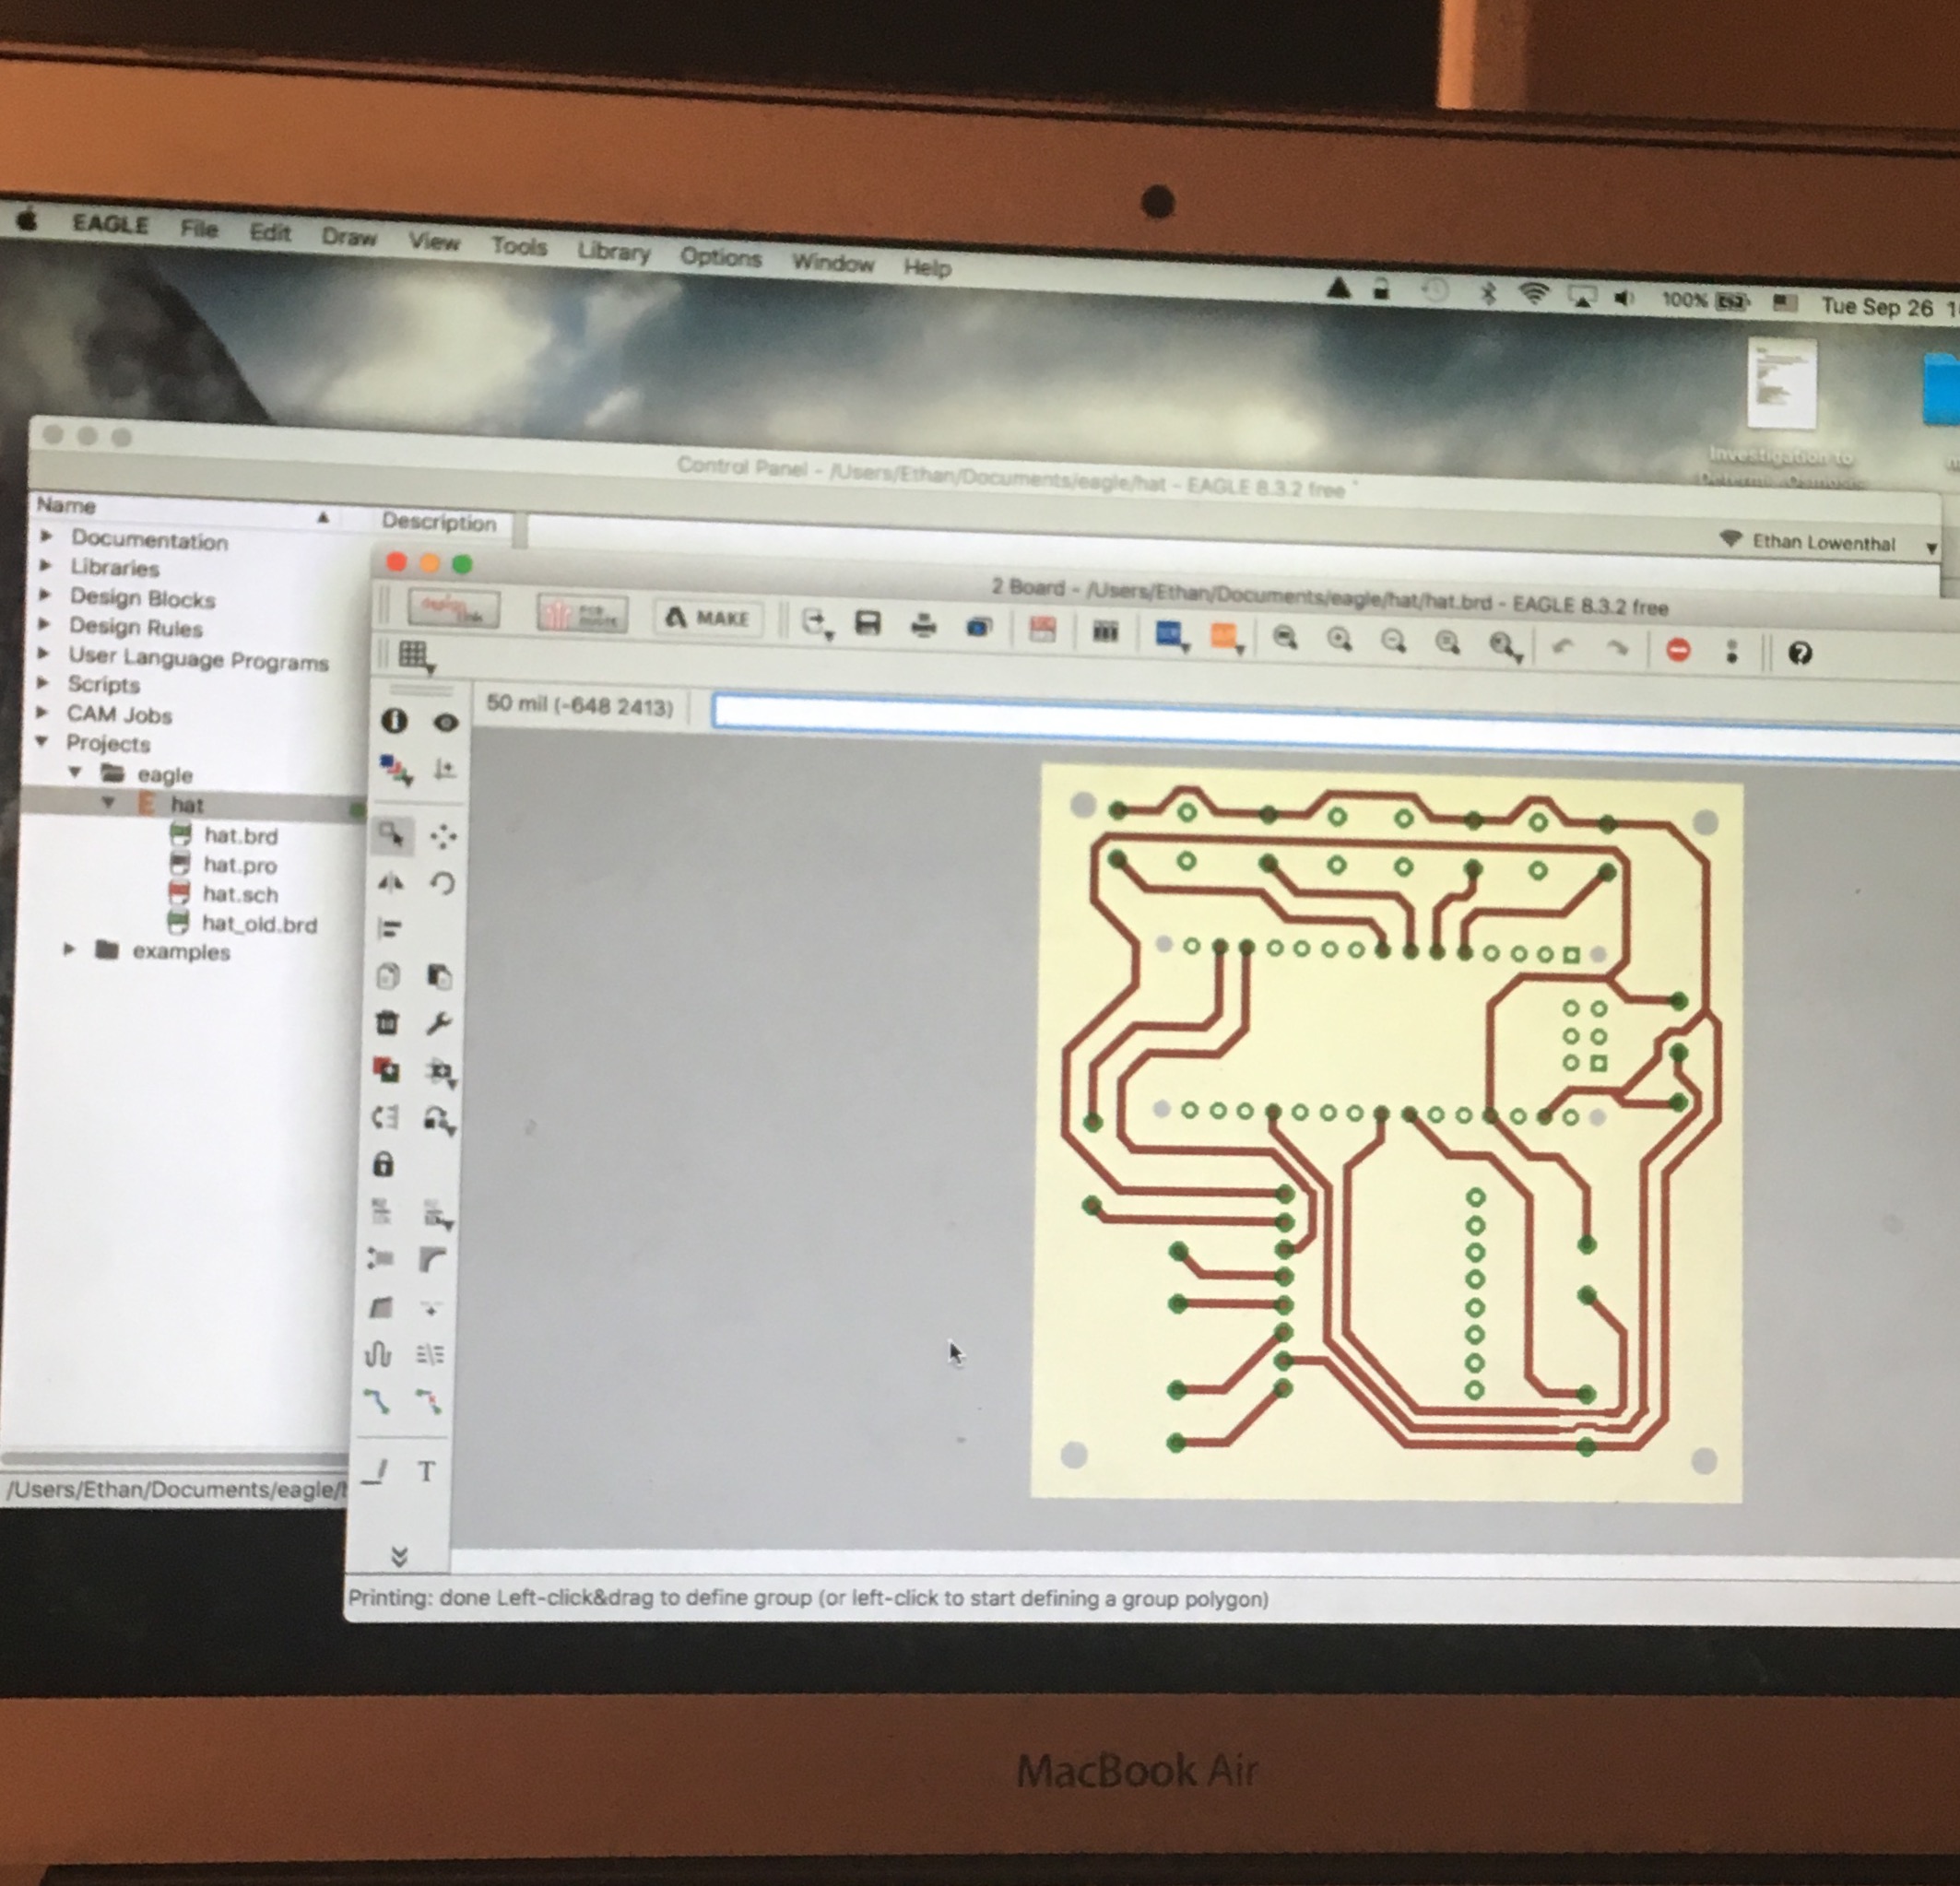 EAGLE File Edit Draw View Tools Library Options Window Help
100% Tue Sep 26
Investigation to
Control Panel - /Users/Ethan/Documents/eagle/hat - EAGLE 8.3.2 free
Ethan Lowenthal
Name Description
Documentation
Libraries
Design Blocks
Design Rules
User Language Programs
Scripts
CAM Jobs
Projects
eagle
hat
hat.brd
hat.pro
hat.sch
hat_old.brd
examples
/Users/Ethan/Documents/eagle/h
2 Board - /Users/Ethan/Documents/eagle/hat/hat.brd - EAGLE 8.3.2 free
design link MAKE
50 mil (-648 2413)
T
Printing: done Left-click&drag to define group (or left-click to start defining a group polygon)
MacBook Air